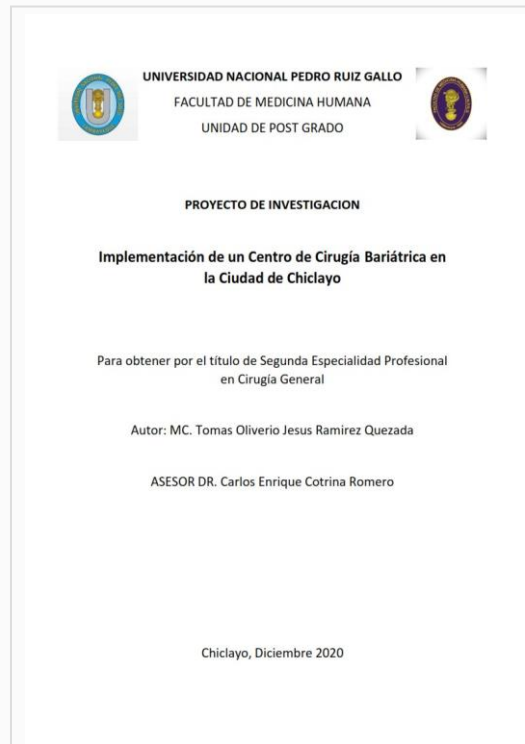 UNIVERSIDAD NACIONAL PEDRO RUIZ GALLO
FACULTAD DE MEDICINA HUMANA
UNIDAD DE POST GRADO
PROYECTO DE INVESTIGACION
Implementación de un Centro de Cirugía Bariátrica en
la Ciudad de Chiclayo
Para obtener por el título de Segunda Especialidad Profesional
en Cirugía General
Autor: MC. Tomas Oliverio Jesus Ramirez Quezada
ASESOR DR. Carlos Enrique Cotrina Romero
Chiclayo, Diciembre 2020